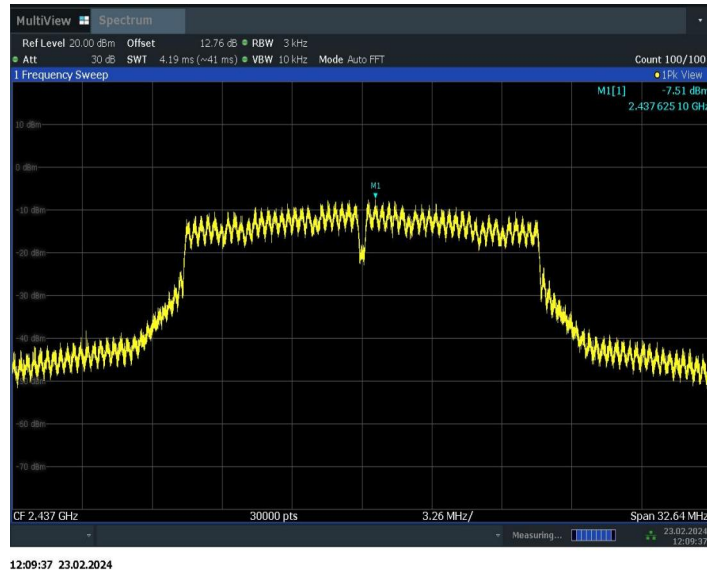 MultiView Spectrum
Ref Level 20.00 dBm Offset 12.76 dB RBW 3 kHz
Att 30 dB SWT 4.19 ms (~41 ms) VBW 10 kHz Mode Auto FFT Count 100/100
1 Frequency Sweep 1Pk View
M1[1] -7.51 dBm
2.437 625 10 GHz
10 dBm
0 dBm
M1
-10 dBm
-20 dBm
-30 dBm
-40 dBm
-60 dBm
-70 dBm
CF 2.437 GHz 30000 pts 3.26 MHz/ Span 32.64 MHz
Measuring... 23.02.2024
12:09:37
12:09:37 23.02.2024